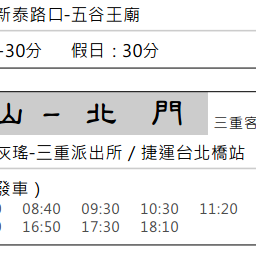 新泰路口-五谷王廟
-30分 假日：30分
山 – 北 門 三重客
灰瑤-三重派出所 / 捷運台北橋站
發車 )
0 08:40 09:30 10:30 11:20
0 16:50 17:30 18:10